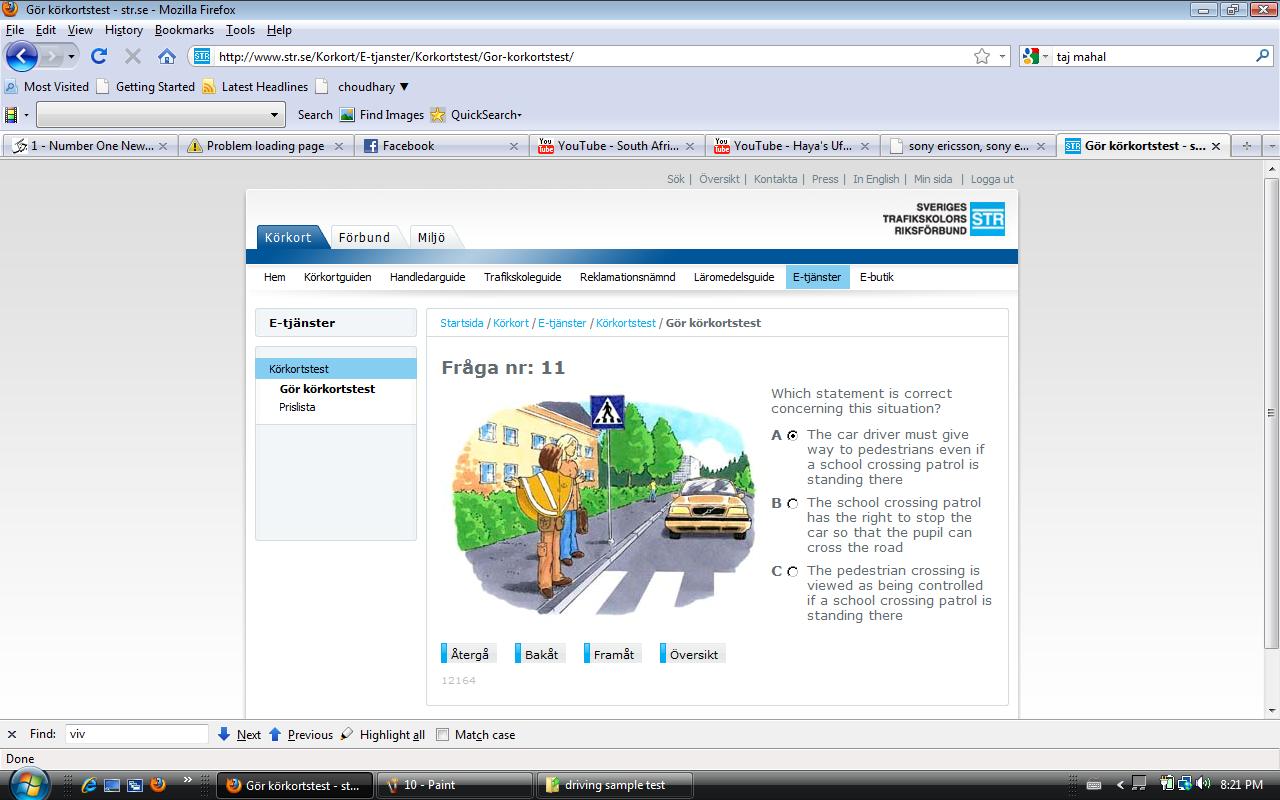 Gör körkortstest - str.se - Mozilla Firefox
File Edit View History Bookmarks Tools Help
STR http://www.str.se/Korkort/E-tjanster/Korkortstest/Gor-korkortstest/ taj mahal
Most Visited Getting Started Latest Headlines choudhary ▼
Search Find Images QuickSearch
1 - Number One New... Problem loading page Facebook YouTube - South Afri... YouTube - Haya's Uf... sony ericsson, sony e... Gör körkortstest - s...
Sök | Översikt | Kontakta | Press | In English | Min sida | Logga ut
SVERIGES
TRAFIKSKOLORS STR
RIKSFÖRBUND
Körkort Förbund Miljö
Hem Körkortguiden Handledarguide Trafikskoleguide Reklamationsnämnd Läromedelsguide E-tjänster E-butik
E-tjänster
Startsida / Körkort / E-tjänster / Körkortstest / Gör körkortstest
Körkortstest
Gör körkortstest
Prislista
Fråga nr: 11
Which statement is correct
concerning this situation?
A The car driver must give
way to pedestrians even if
a school crossing patrol is
standing there
B The school crossing patrol
has the right to stop the
car so that the pupil can
cross the road
C The pedestrian crossing is
viewed as being controlled
if a school crossing patrol is
standing there
Återgå Bakåt Framåt Översikt
12164
Find: viv Next Previous Highlight all Match case
Done
Gör körkortstest - st... 10 - Paint driving sample test 8:21 PM